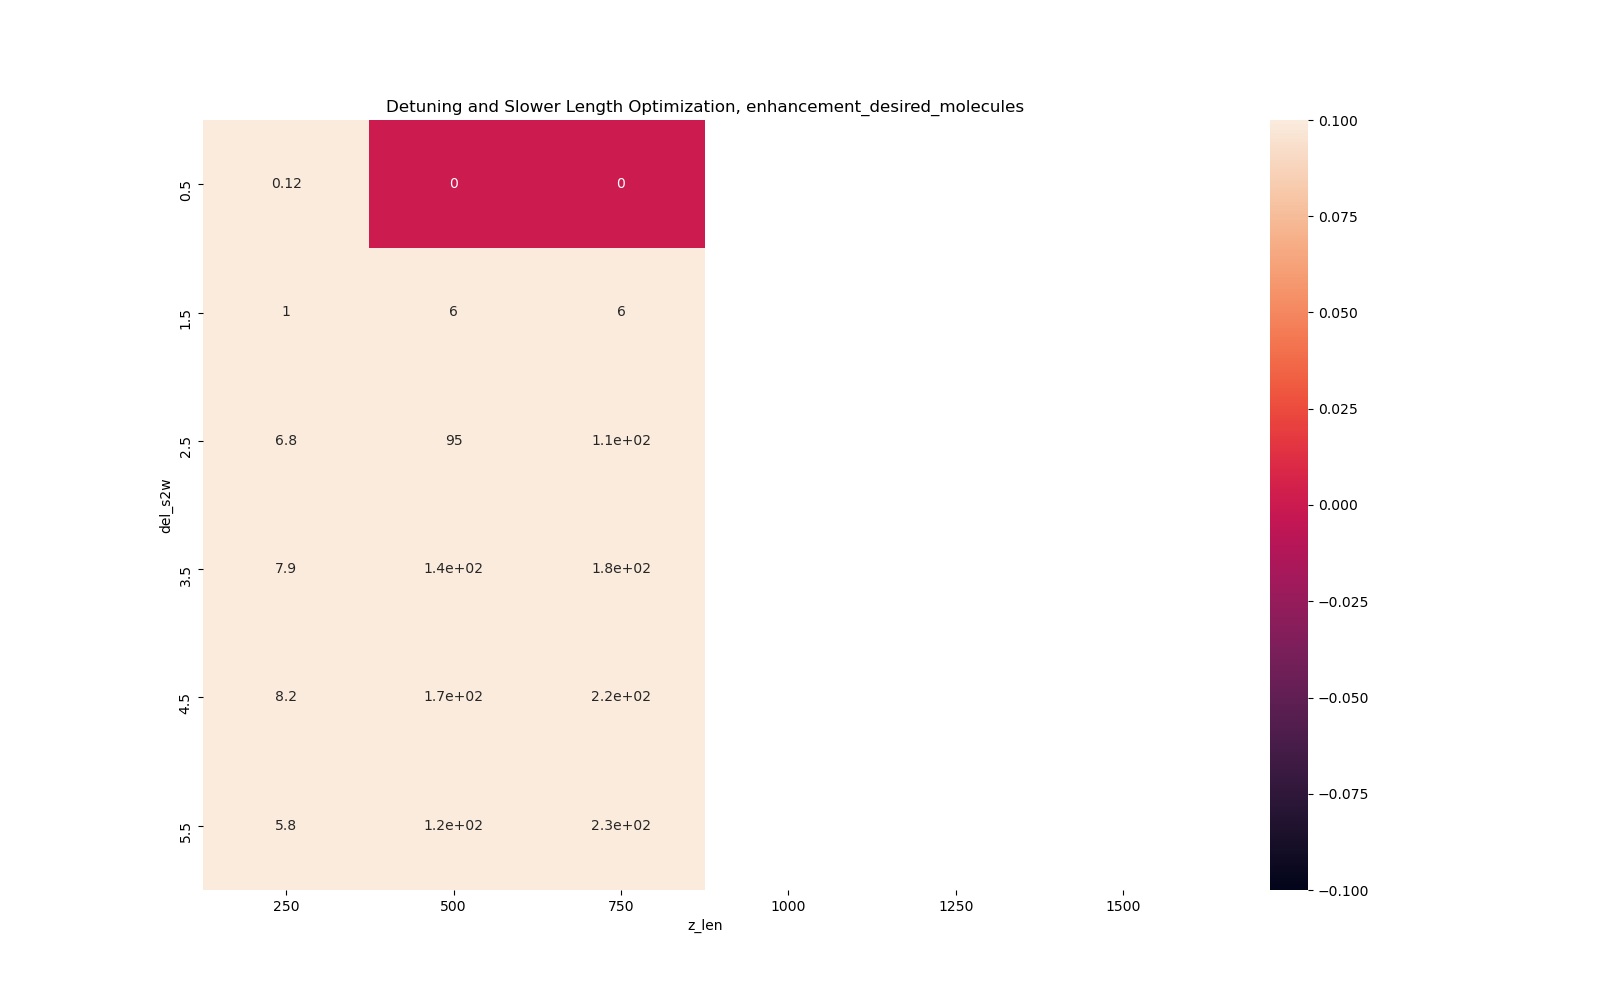 Detuning and Slower Length Optimization, enhancement_desired_molecules
0.5 0.12 0 0
1.5 1 6 6
2.5 6.8 95 1.1e+02
3.5 7.9 1.4e+02 1.8e+02
4.5 8.2 1.7e+02 2.2e+02
5.5 5.8 1.2e+02 2.3e+02
del_s2w
250 500 750 1000 1250 1500
z_len
0.100
0.075
0.050
0.025
0.000
−0.025
−0.050
−0.075
−0.100